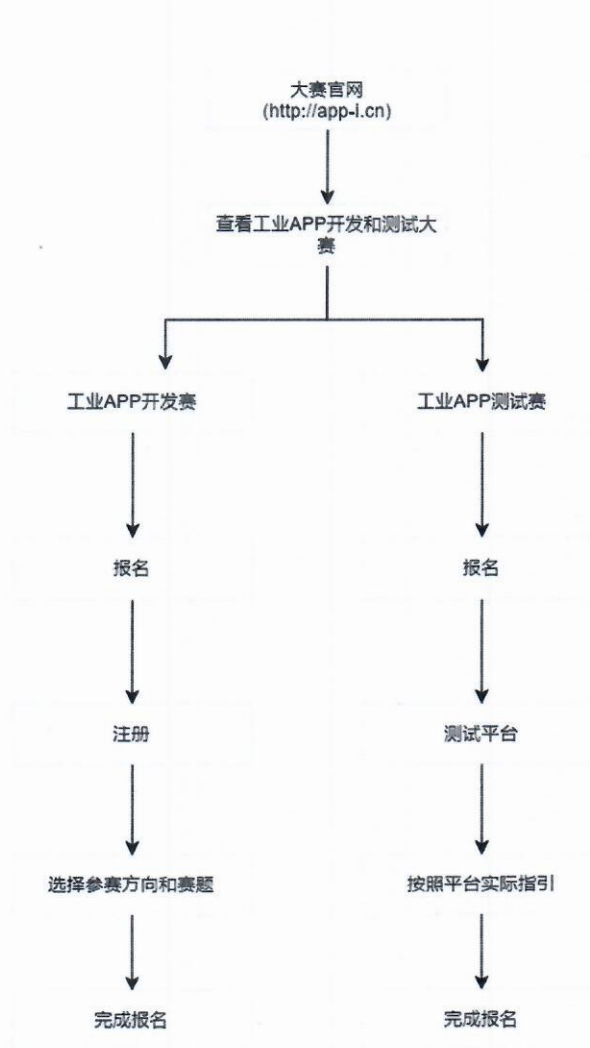 大赛官网
(http://app-i.cn)
查看工业APP开发和测试大
赛
工业APP开发赛
工业APP测试赛
报名
报名
注册
测试平台
选择参赛方向和赛题
按照平台实际指引
完成报名
完成报名